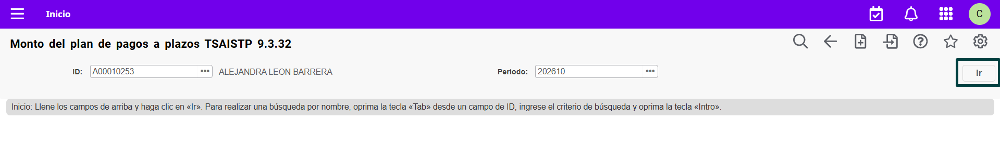 Inicio
C
Monto del plan de pagos a plazos TSAISTP 9.3.32
ID: A00010253 ••• ALEJANDRA LEON BARRERA Periodo: 202610 ••• Ir
Inicio: Llene los campos de arriba y haga clic en «Ir». Para realizar una búsqueda por nombre, oprima la tecla «Tab» desde un campo de ID, ingrese el criterio de búsqueda y oprima la tecla «Intro».